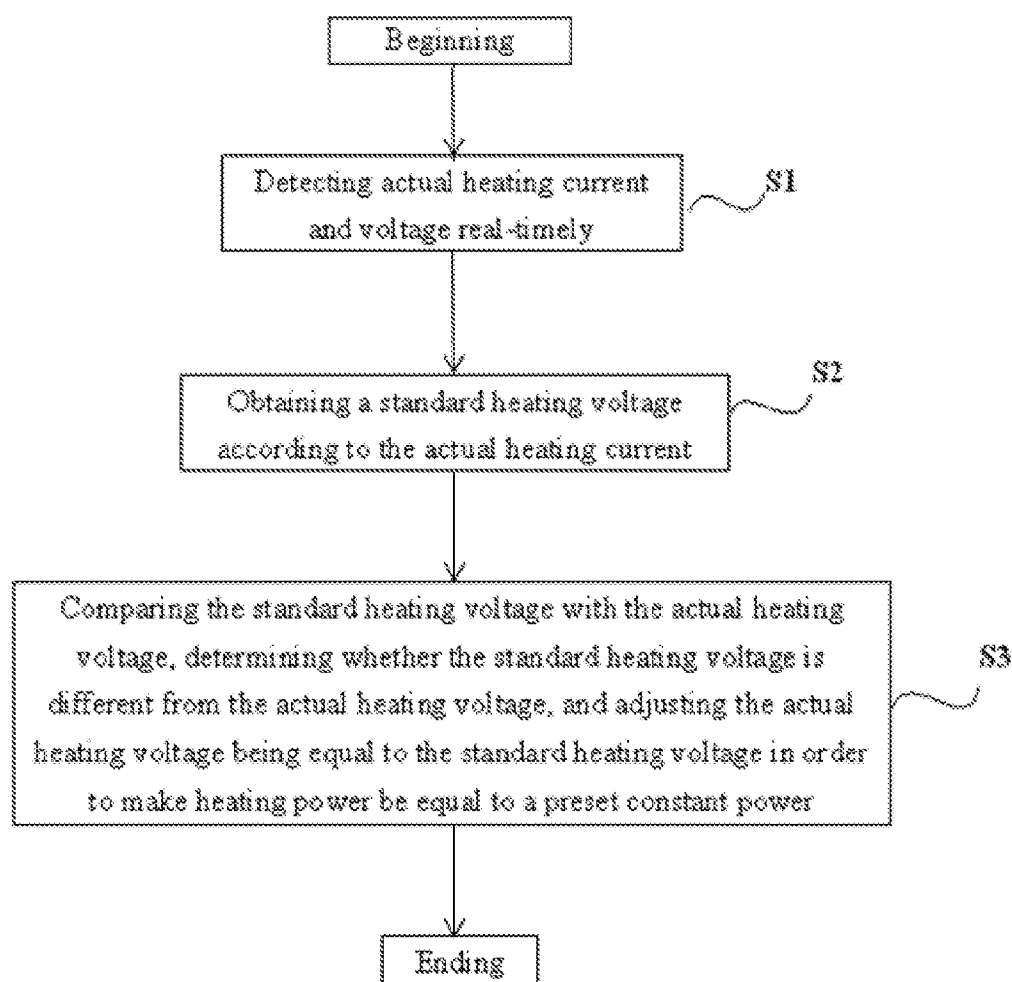 Beginning
Detecting actual heating current
and voltage real-timely
S1
Obtaining a standard heating voltage
according to the actual heating current
S2
Comparing the standard heating voltage with the actual heating
voltage, determining whether the standard heating voltage is
different from the actual heating voltage, and adjusting the actual
heating voltage being equal to the standard heating voltage in order
to make heating power be equal to a preset constant power
S3
Ending